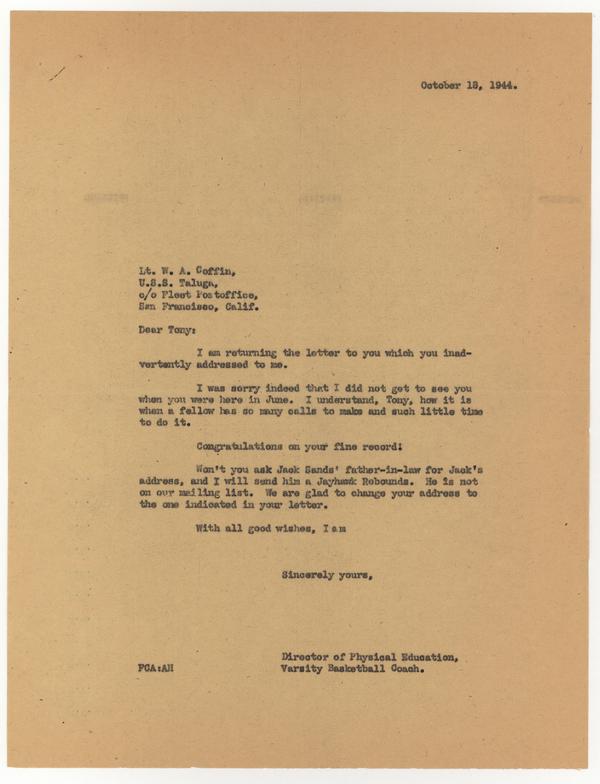 October 18, 1944.
Lt. W. A. Coffin,
U.S.S. Taluga,
c/o Fleet Postoffice,
San Francisco, Calif.
Dear Tony:
I am returning the letter to you which you inad-
vertently addressed to me.
I was sorry indeed that I did not get to see you
when you were here in June. I understand, Tony, how it is
when a fellow has so many calls to make and such little time
to do it.
Congratulations on your fine record!
Won't you ask Jack Sands' father-in-law for Jack's
address, and I will send him a Jayhawk Rebounds. He is not
on our mailing list. We are glad to change your address to
the one indicated in your letter.
With all good wishes, I am
Sincerely yours,
Director of Physical Education,
FCA:AH Varsity Basketball Coach.